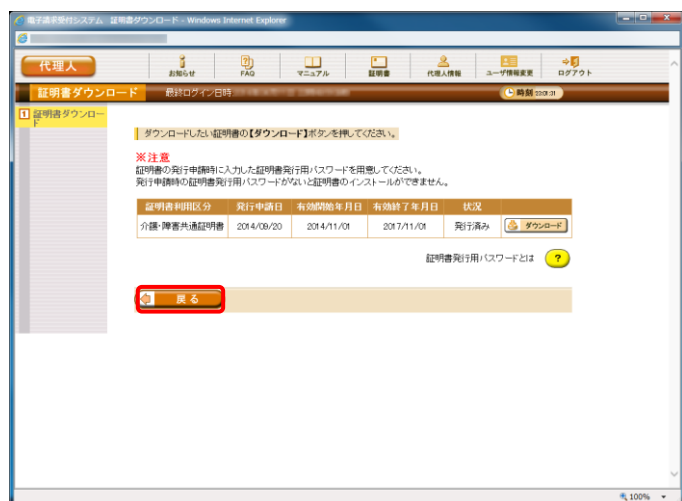 電子請求受付システム 証明書ダウンロード - Windows Internet Explorer
代理人
お知らせ
FAQ
マニュアル
証明書
代理人情報
ユーザ情報変更
ログアウト
証明書ダウンロード
最終ログイン日時
時刻 23:01:31
1 証明書ダウンロー
ド
ダウンロードしたい証明書の【ダウンロード】ボタンを押してください。
※注意
証明書の発行申請時に入力した証明書発行用パスワードを用意してください。
発行申請時の証明書発行用パスワードがないと証明書のインストールができません。
証明書利用区分 発行申請日 有効開始年月日 有効終了年月日 状況
介護・障害共通証明書 2014/09/20 2014/11/01 2017/11/01 発行済み ダウンロード
証明書発行用パスワードとは ?
戻る
100%